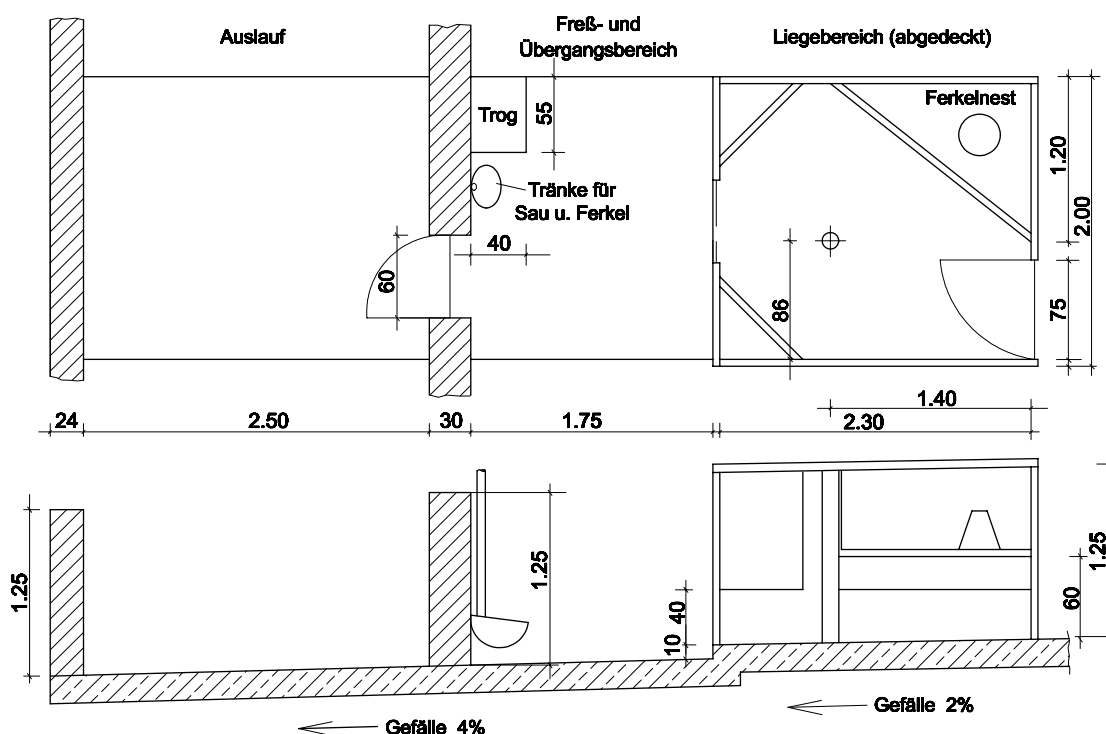 Auslauf
Freß- und
Übergangsbereich
Liegebereich (abgedeckt)
Trog
55
Ferkelnest
1.20
2.00
Tränke für
Sau u. Ferkel
40
60
86
75
1.40
24
2.50
30
1.75
2.30
1.25
1.25
40
10
1.25
60
Gefälle 2%
Gefälle 4%